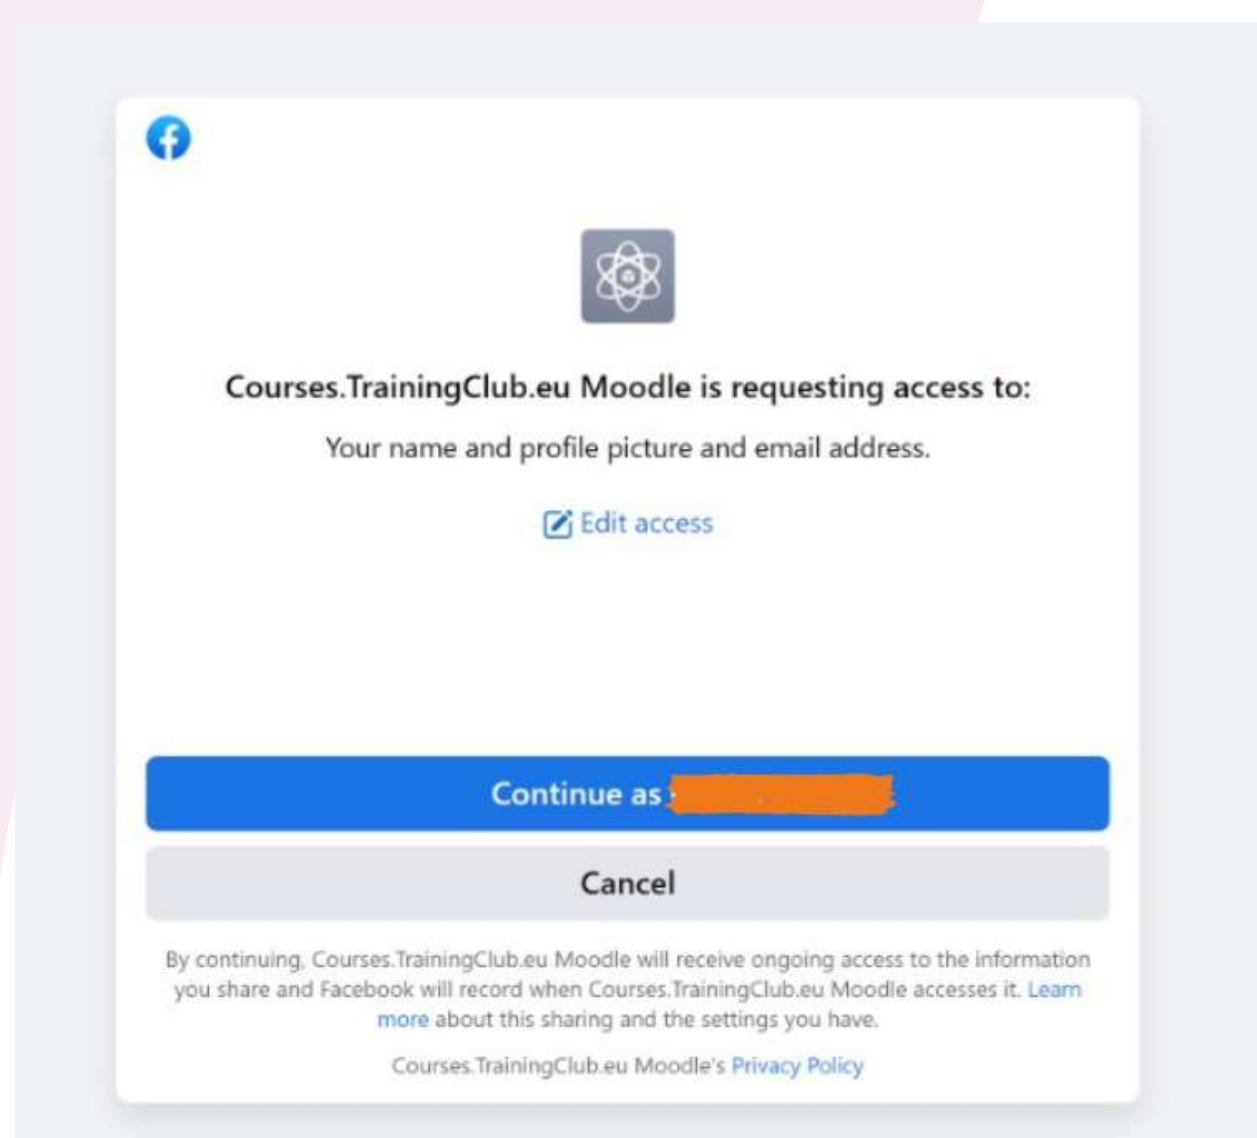 Courses.TrainingClub.eu Moodle is requesting access to:
Your name and profile picture and email address.
Edit access
Continue as
Cancel
By continuing, Courses.TrainingClub.eu Moodle will receive ongoing access to the information
you share and Facebook will record when Courses.TrainingClub.eu Moodle accesses it. Learn
more about this sharing and the settings you have.
Courses.TrainingClub.eu Moodle's Privacy Policy